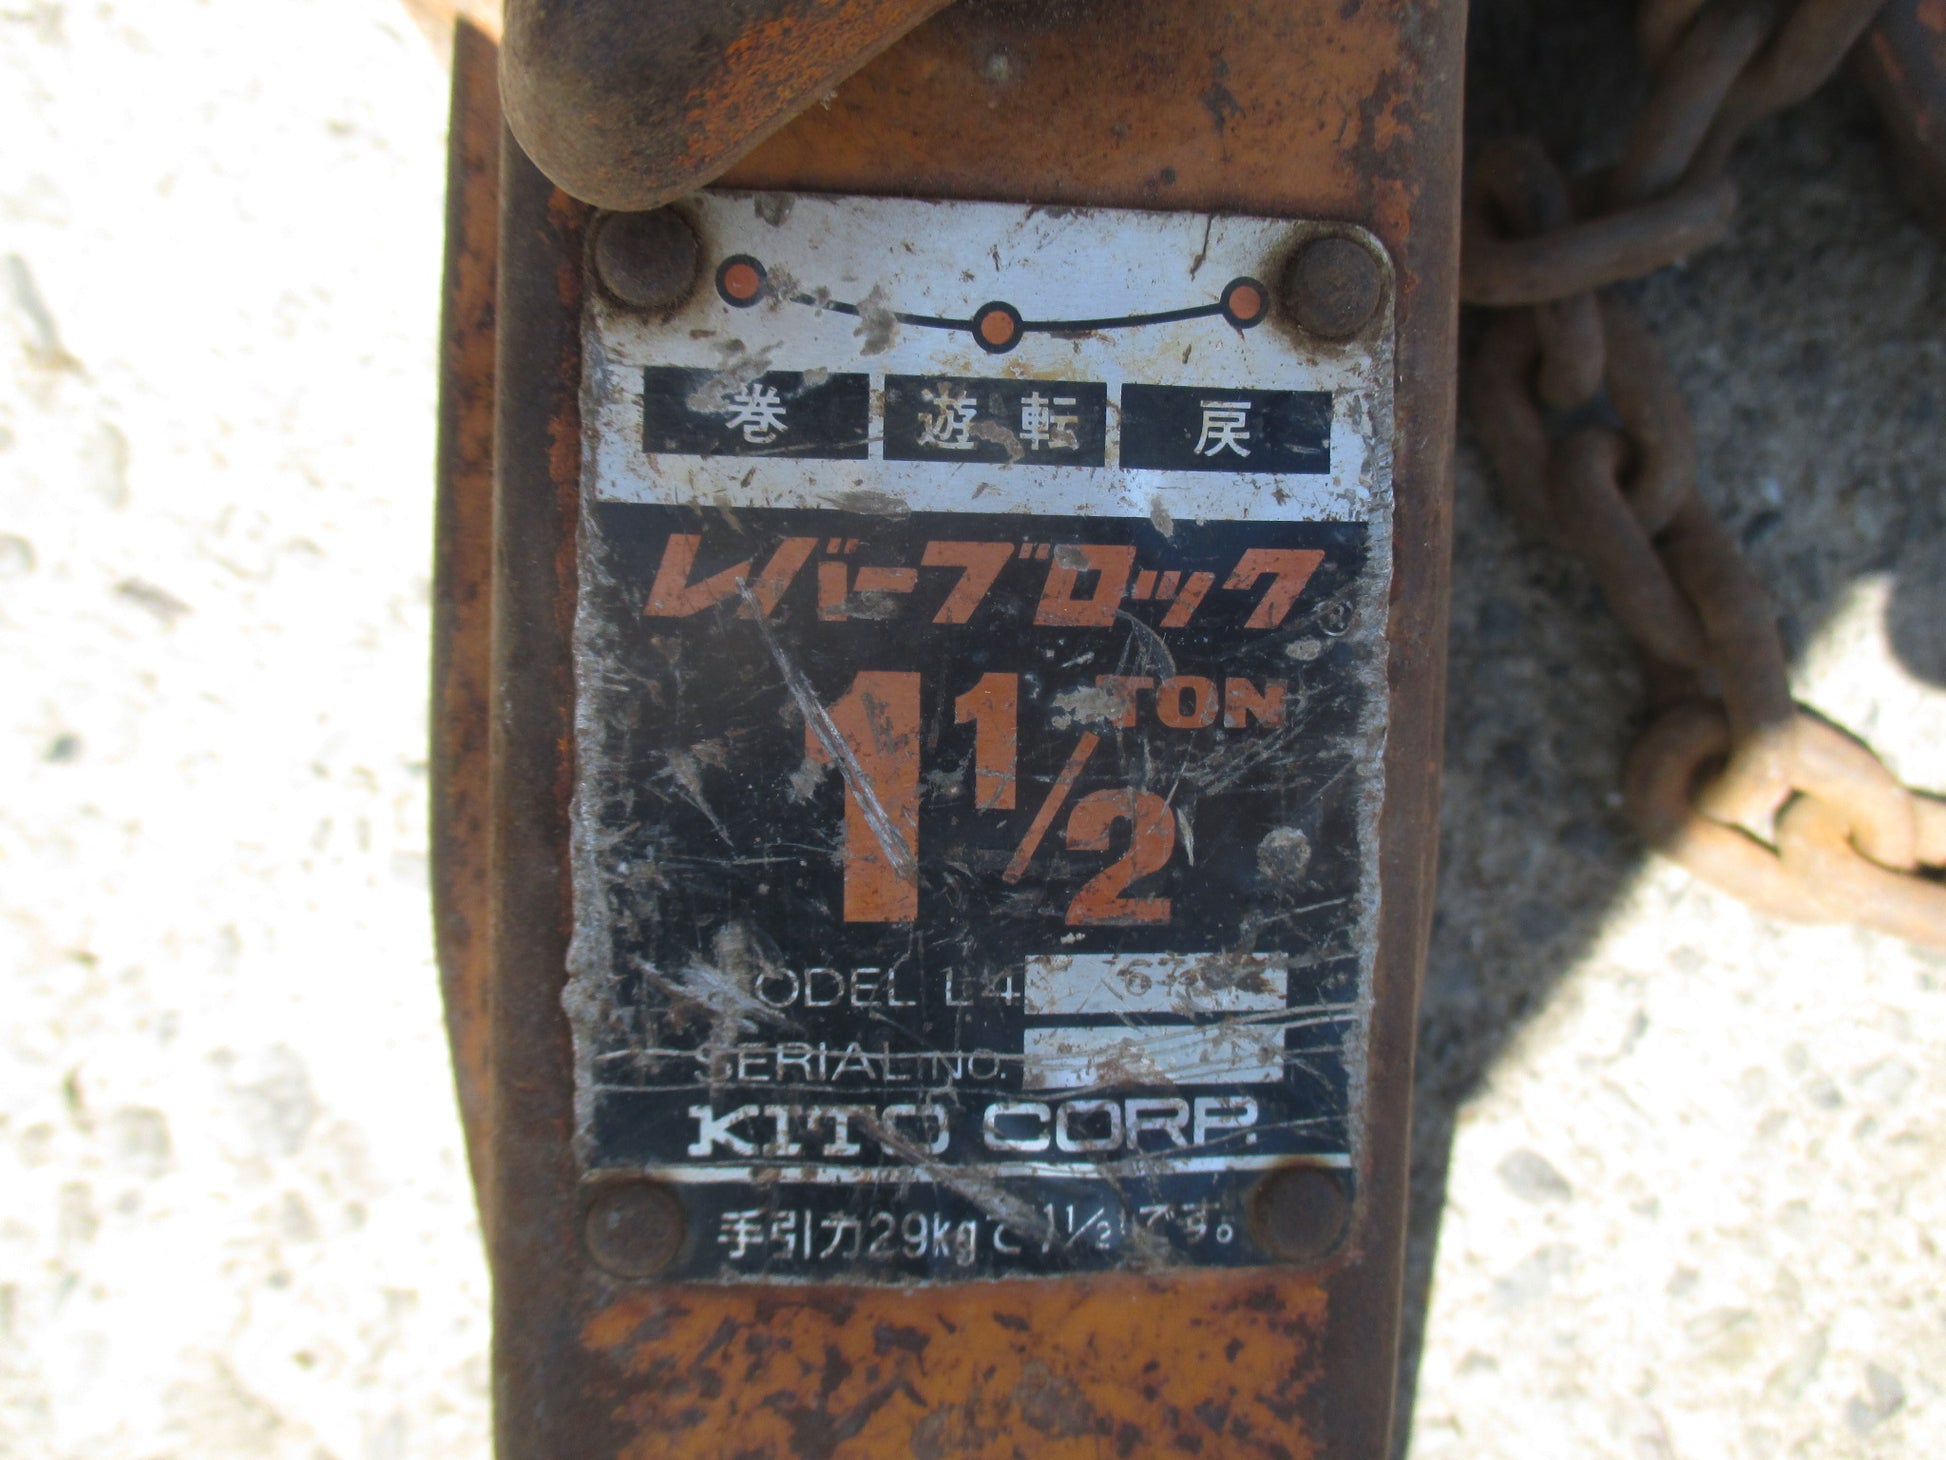 巻 遊転 戻
レバーブロック
1 1/2 TON
MODEL L4
SERIAL NO.
KITO CORP.
手引力29kgで1 1/2tです。